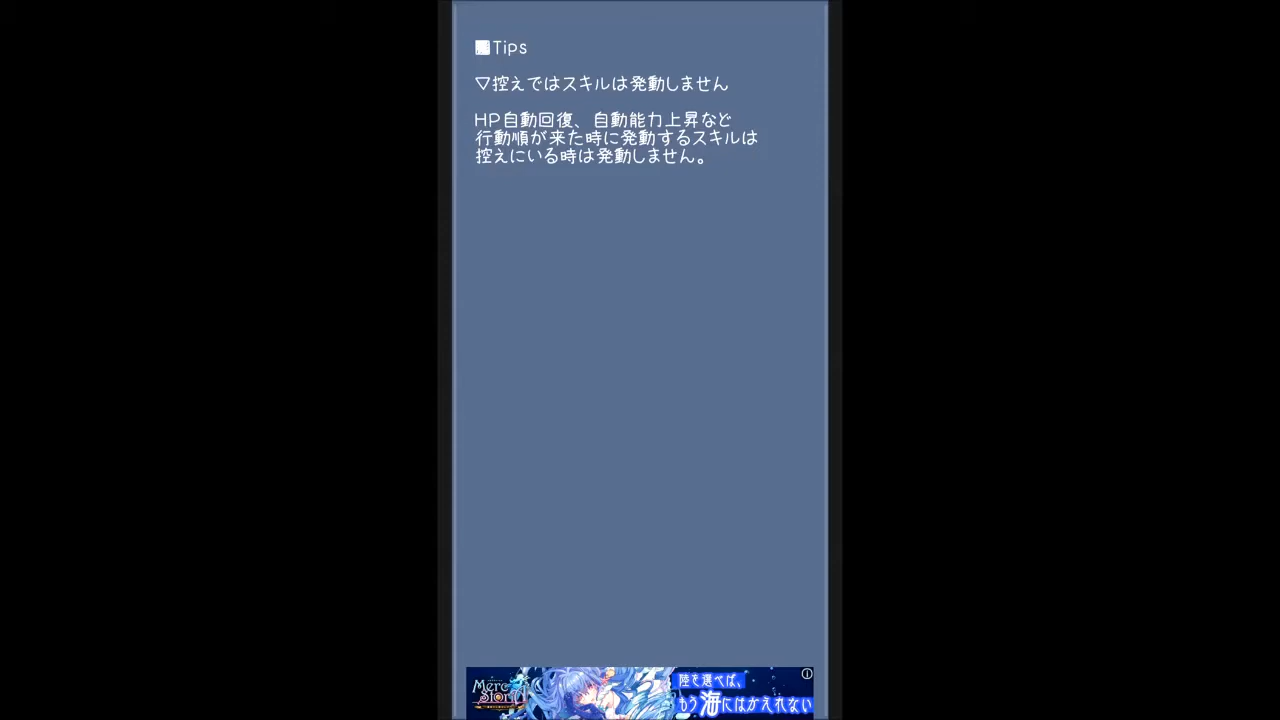 ■Tips
▽控えではスキルは発動しません
HP自動回復、自動能力上昇など
行動順が来た時に発動するスキルは
控えにいる時は発動しません。
Merc
Storia
陸を選べば、
もう海にはかえれない